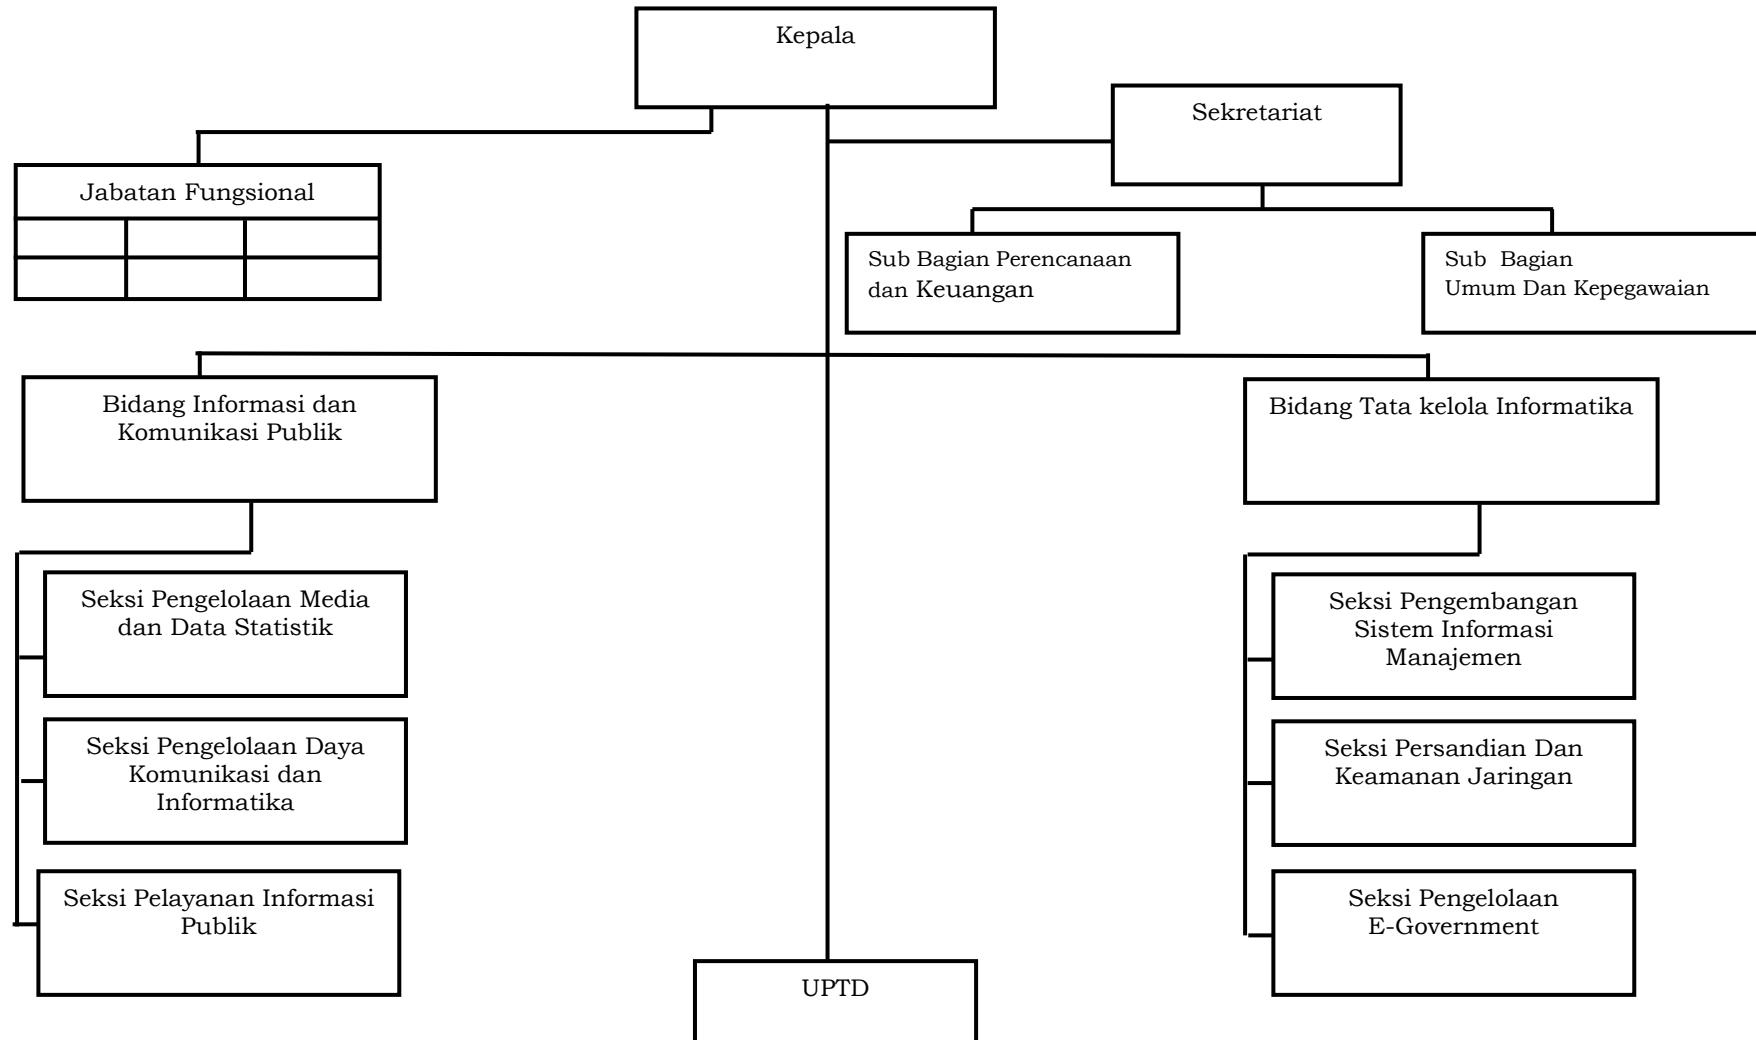 Kepala
Sekretariat
Jabatan Fungsional
Sub Bagian Perencanaan
dan Keuangan
Sub  Bagian
Umum Dan Kepegawaian
Bidang Informasi dan
Komunikasi Publik
Bidang Tata kelola Informatika
Seksi Pengelolaan Media
dan Data Statistik
Seksi Pengelolaan Daya
Komunikasi dan
Informatika
Seksi Pelayanan Informasi
Publik
Seksi Pengembangan
Sistem Informasi
Manajemen
Seksi Persandian Dan
Keamanan Jaringan
Seksi Pengelolaan
E-Government
UPTD